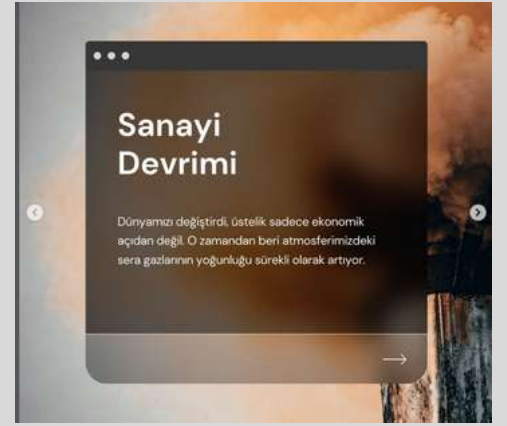 Sanayi
Devrimi
Dünyamızı değiştirdi, üstelik sadece ekonomik
açıdan değil. O zamandan beri atmosferimizdeki
sera gazlarının yoğunluğu sürekli olarak artıyor.